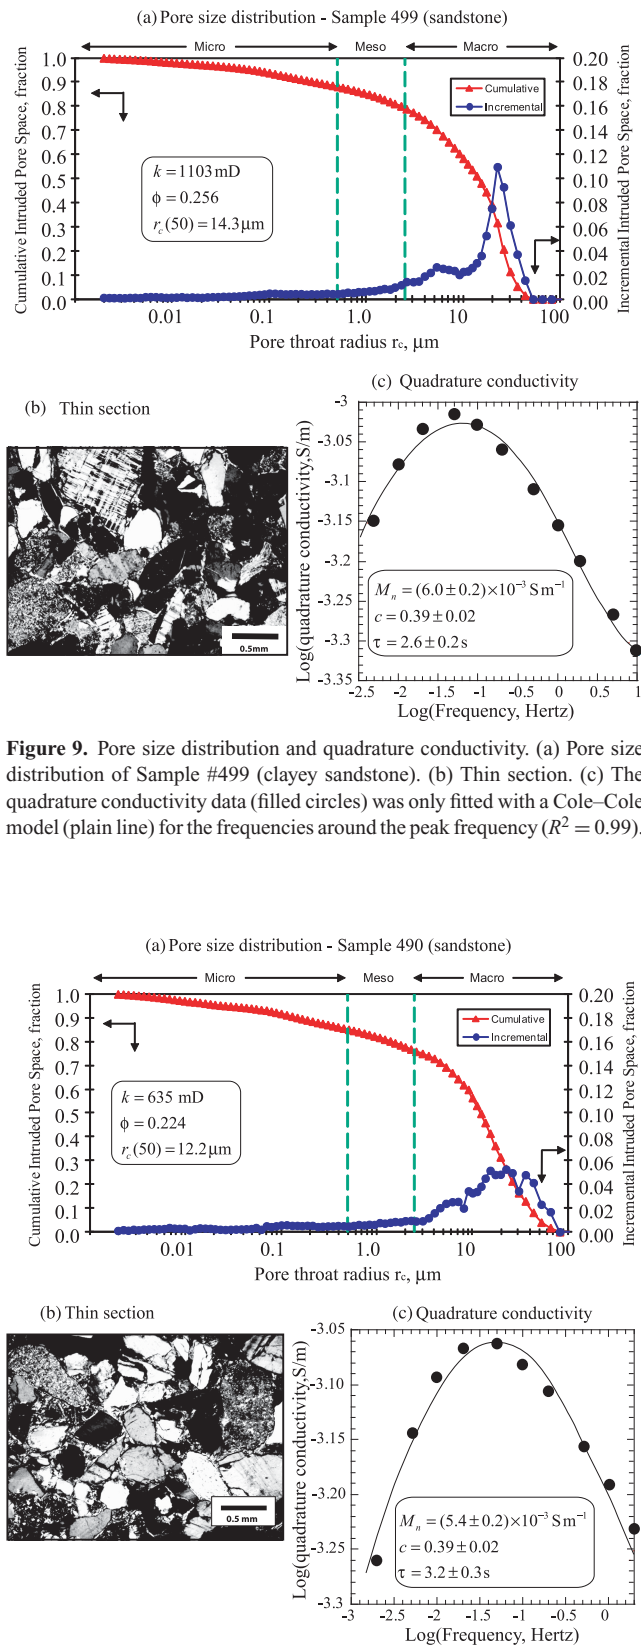 (a) Pore size distribution - Sample 499 (sandstone)
Micro Meso Macro
Cumulative Intruded Pore Space, fraction
1.0
0.9
0.8
0.7
0.6
0.5
0.4
0.3
0.2
0.1
0.0
k = 1103 mD
ϕ = 0.256
r_c(50) = 14.3 μm
Cumulative
Incremental
0.20
0.18
0.16
0.14
0.12
0.10
0.08
0.06
0.04
0.02
0.00
Incremental Intruded Pore Space, fraction
0.01 0.1 1.0 10 100
Pore throat radius r_c, μm
(b) Thin section
0.5mm
(c) Quadrature conductivity
Log(quadrature conductivity,S/m)
-3
-3.05
-3.1
-3.15
-3.2
-3.25
-3.3
-3.35
M_n = (6.0 ± 0.2)×10⁻³ S m⁻¹
c = 0.39 ± 0.02
τ = 2.6 ± 0.2 s
-2.5 -2 -1.5 -1 -0.5 0 0.5 1
Log(Frequency, Hertz)
Figure 9. Pore size distribution and quadrature conductivity. (a) Pore size
distribution of Sample #499 (clayey sandstone). (b) Thin section. (c) The
quadrature conductivity data (filled circles) was only fitted with a Cole–Cole
model (plain line) for the frequencies around the peak frequency (R² = 0.99).
(a) Pore size distribution - Sample 490 (sandstone)
Micro Meso Macro
Cumulative Intruded Pore Space, fraction
1.0
0.9
0.8
0.7
0.6
0.5
0.4
0.3
0.2
0.1
0.0
k = 635 mD
ϕ = 0.224
r_c(50) = 12.2 μm
Cumulative
Incremental
0.20
0.18
0.16
0.14
0.12
0.10
0.08
0.06
0.04
0.02
0.00
Incremental Intruded Pore Space, fraction
0.01 0.1 1.0 10 100
Pore throat radius r_c, μm
(b) Thin section
0.5 mm
(c) Quadrature conductivity
Log(quadrature conductivity,S/m)
-3.05
-3.10
-3.15
-3.20
-3.25
-3.3
M_n = (5.4 ± 0.2)×10⁻³ S m⁻¹
c = 0.39 ± 0.02
τ = 3.2 ± 0.3 s
-3 -2.5 -2 -1.5 -1 -0.5 0
Log(Frequency, Hertz)